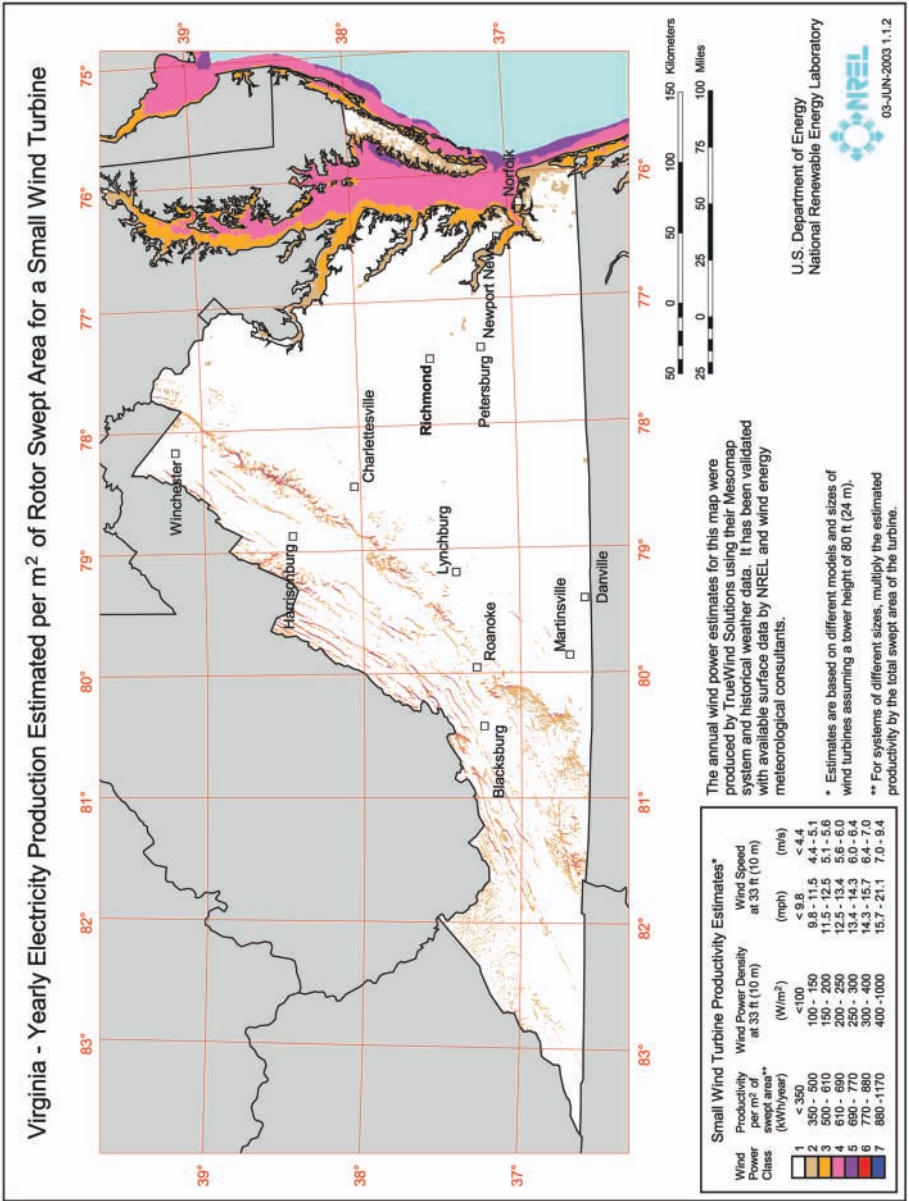 Virginia - Yearly Electricity Production Estimated per m² of Rotor Swept Area for a Small Wind Turbine
83° 82° 81° 80° 79° 78° 77° 76° 75°
39° 39°
38° 38°
37° 37°
Winchester
Harrisonburg
Charlettesville
Richmond
Lynchburg
Petersburg
Newport New
Norfolk
Roanoke
Blacksburg
Martinsville
Danville
83° 82° 81° 80° 79° 78° 77° 76°
Small Wind Turbine Productivity Estimates*
Wind Power Class
Productivity per m² of swept area** (kWh/year)
Wind Power Density at 33 ft (10 m) (W/m²)
Wind Speed at 33 ft (10 m)
(mph) (m/s)
1 < 350 <100 < 9.8 < 4.4
2 350 - 500 100 - 150 9.8 - 11.5 4.4 - 5.1
3 500 - 610 150 - 200 11.5 - 12.5 5.1 - 5.6
4 610 - 690 200 - 250 12.5 - 13.4 5.6 - 6.0
5 690 - 770 250 - 300 13.4 - 14.3 6.0 - 6.4
6 770 - 880 300 - 400 14.3 - 15.7 6.4 - 7.0
7 880 -1170 400 -1000 15.7 - 21.1 7.0 - 9.4
The annual wind power estimates for this map were
produced by TrueWind Solutions using their Mesomap
system and historical weather data. It has been validated
with available surface data by NREL and wind energy
meteorological consultants.
* Estimates are based on different models and sizes of
wind turbines assuming a tower height of 80 ft (24 m).
** For systems of different sizes, multiply the estimated
productivity by the total swept area of the turbine.
50 0 50 100 150 Kilometers
25 0 25 50 75 100 Miles
U.S. Department of Energy
National Renewable Energy Laboratory
NREL
03-JUN-2003 1.1.2